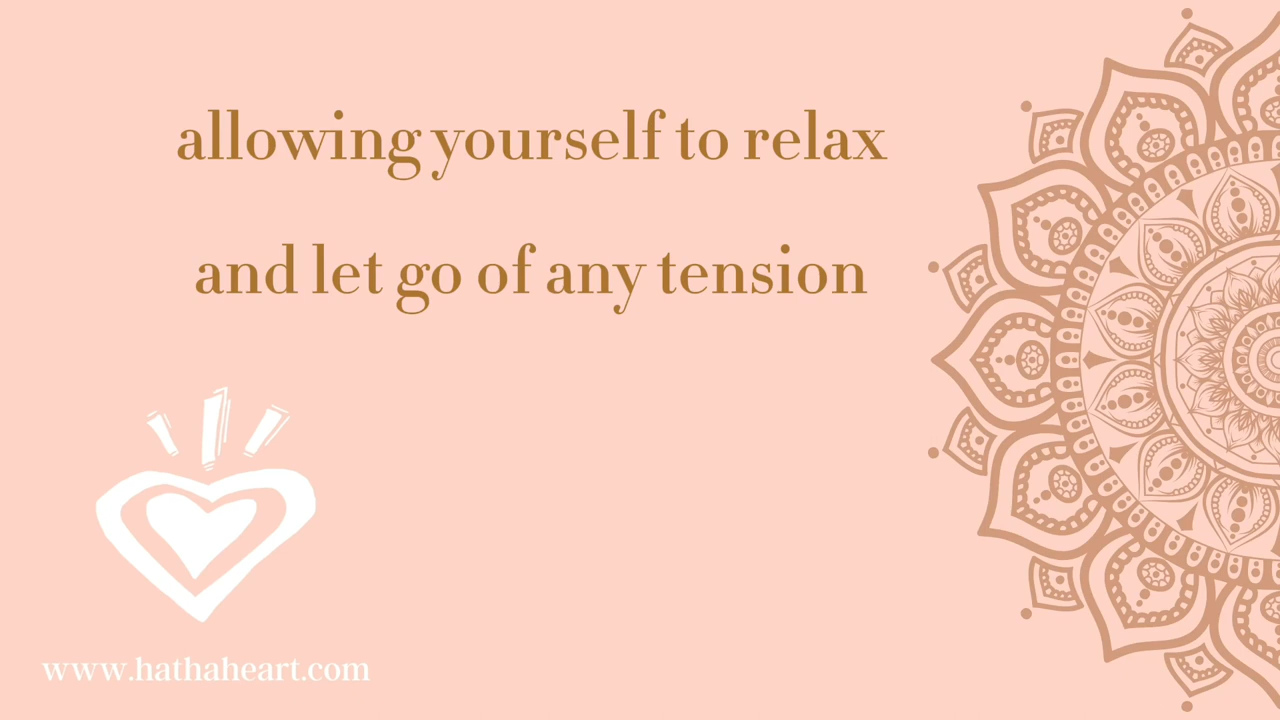 allowing yourself to relax
and let go of any tension
www.hathaheart.com